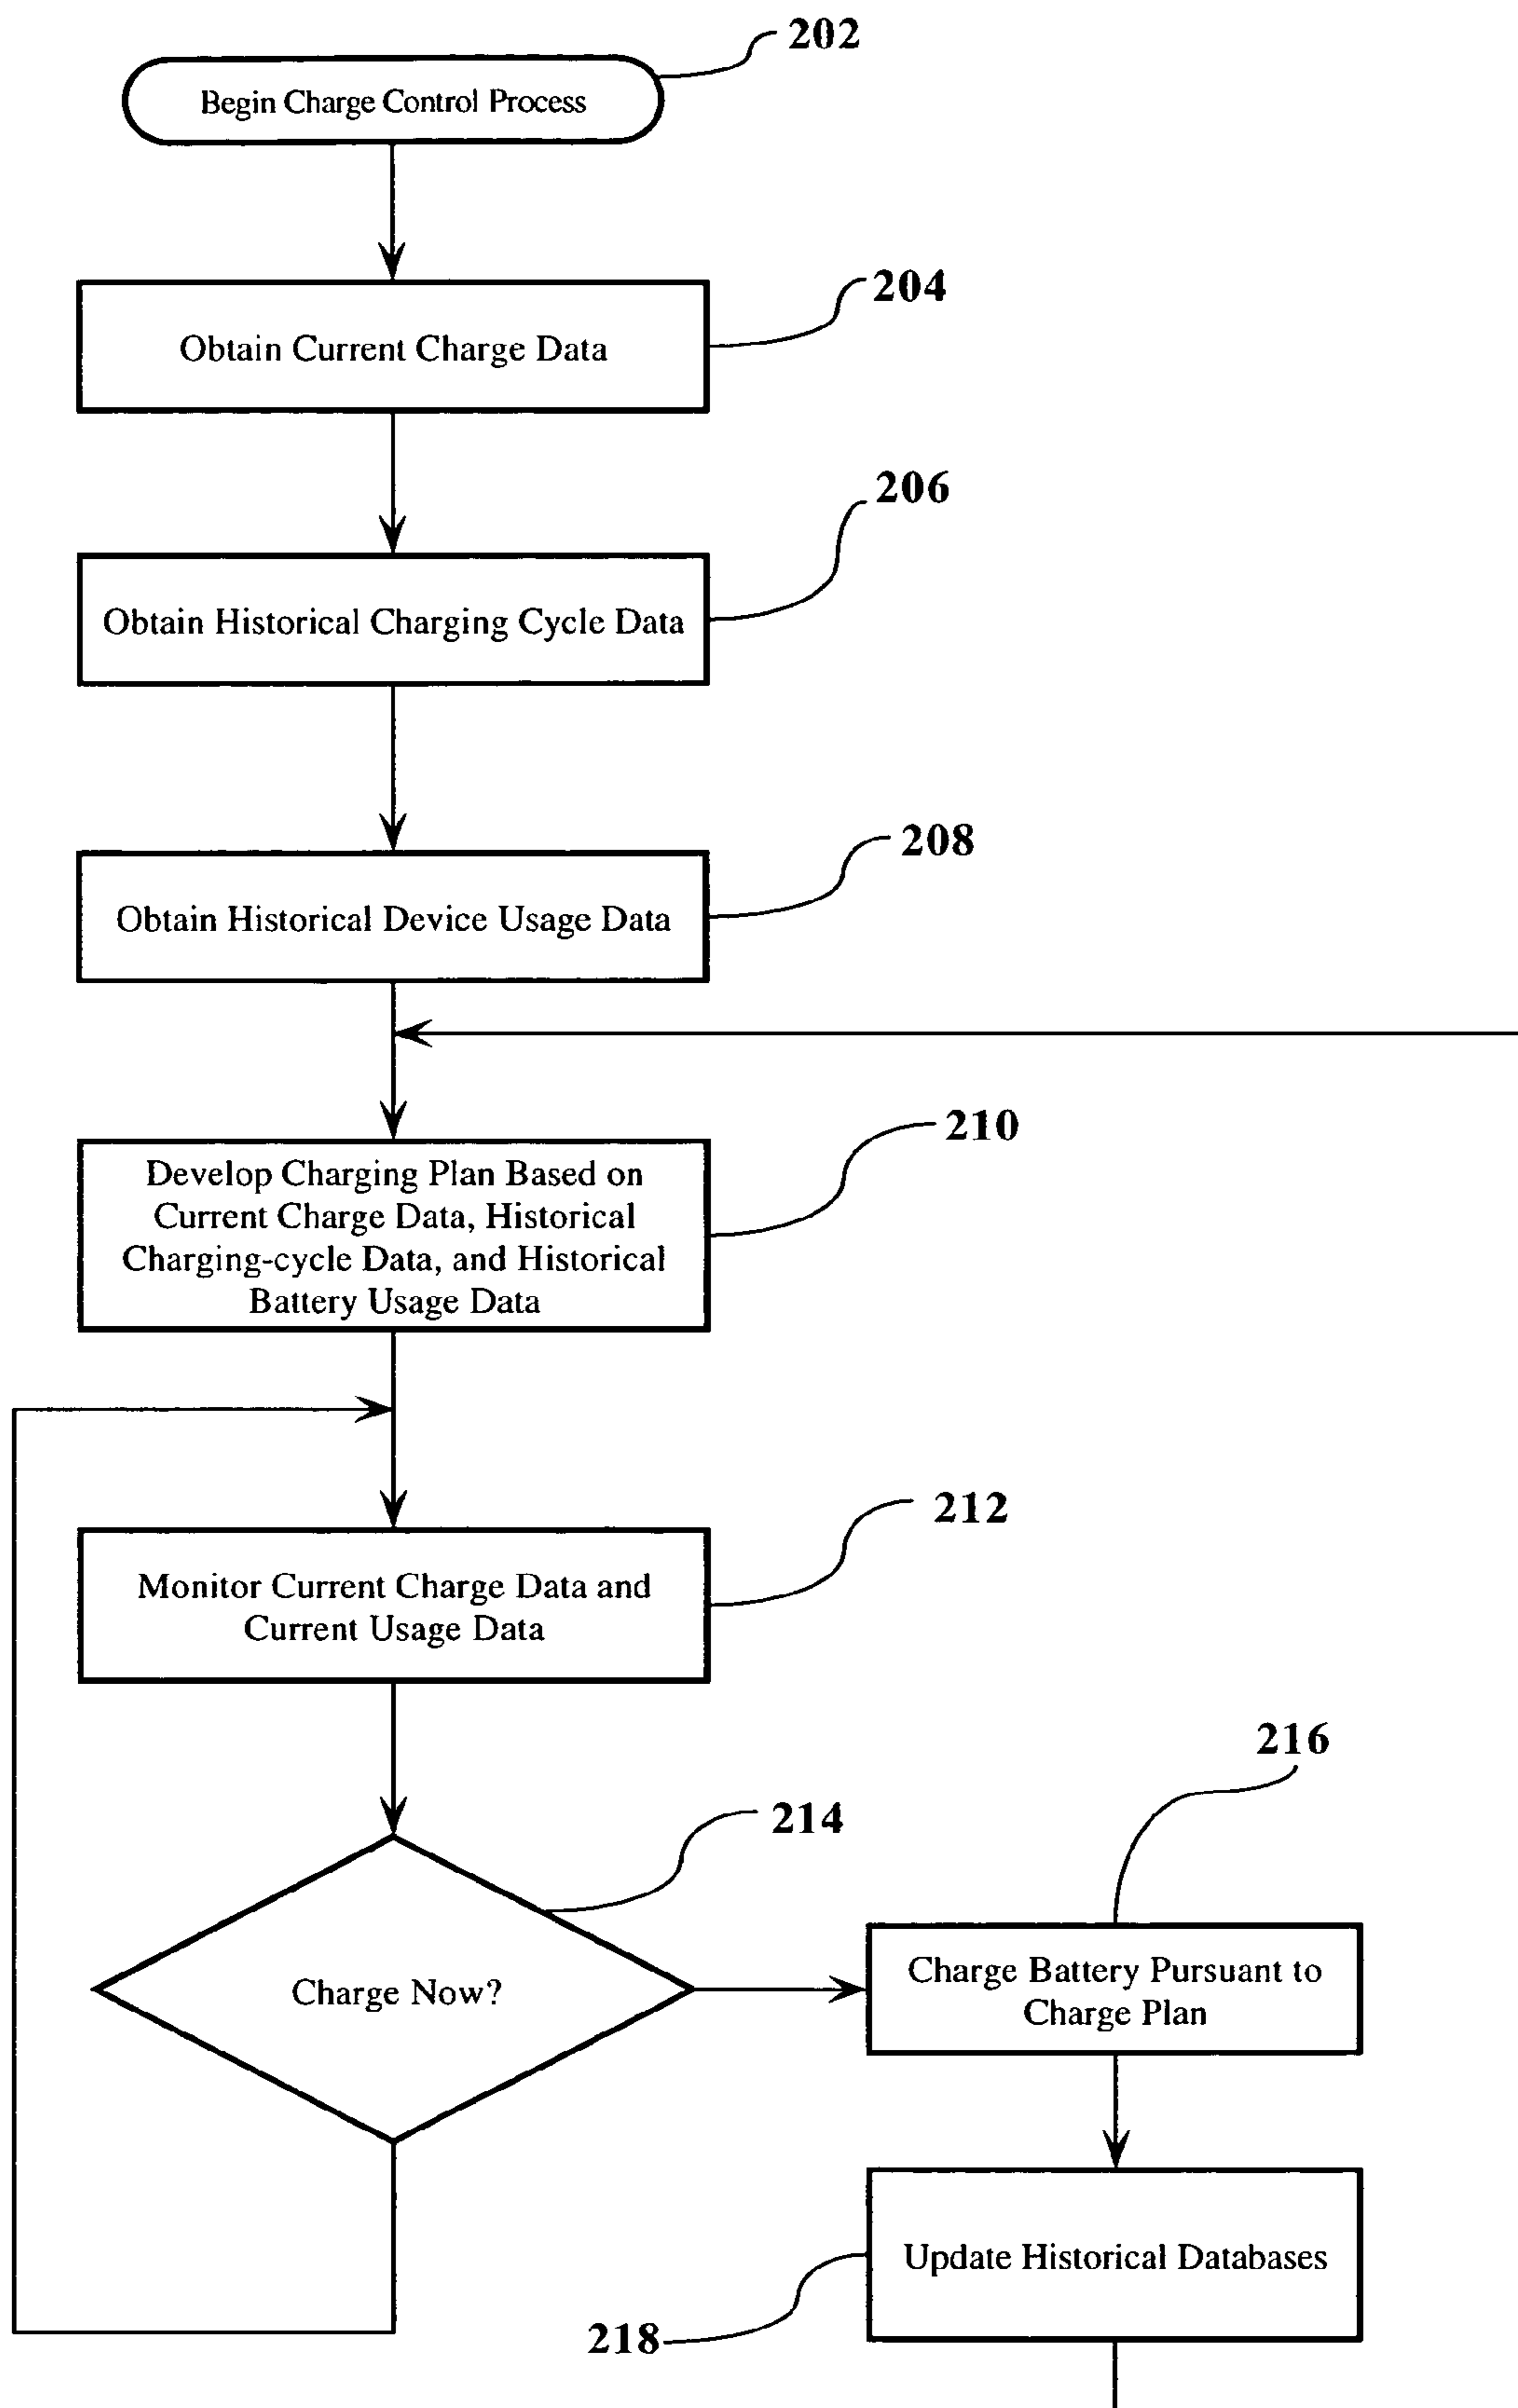 202
Begin Charge Control Process
204
Obtain Current Charge Data
206
Obtain Historical Charging Cycle Data
208
Obtain Historical Device Usage Data
210
Develop Charging Plan Based on
Current Charge Data, Historical
Charging-cycle Data, and Historical
Battery Usage Data
212
Monitor Current Charge Data and
Current Usage Data
214
Charge Now?
216
Charge Battery Pursuant to
Charge Plan
Update Historical Databases
218